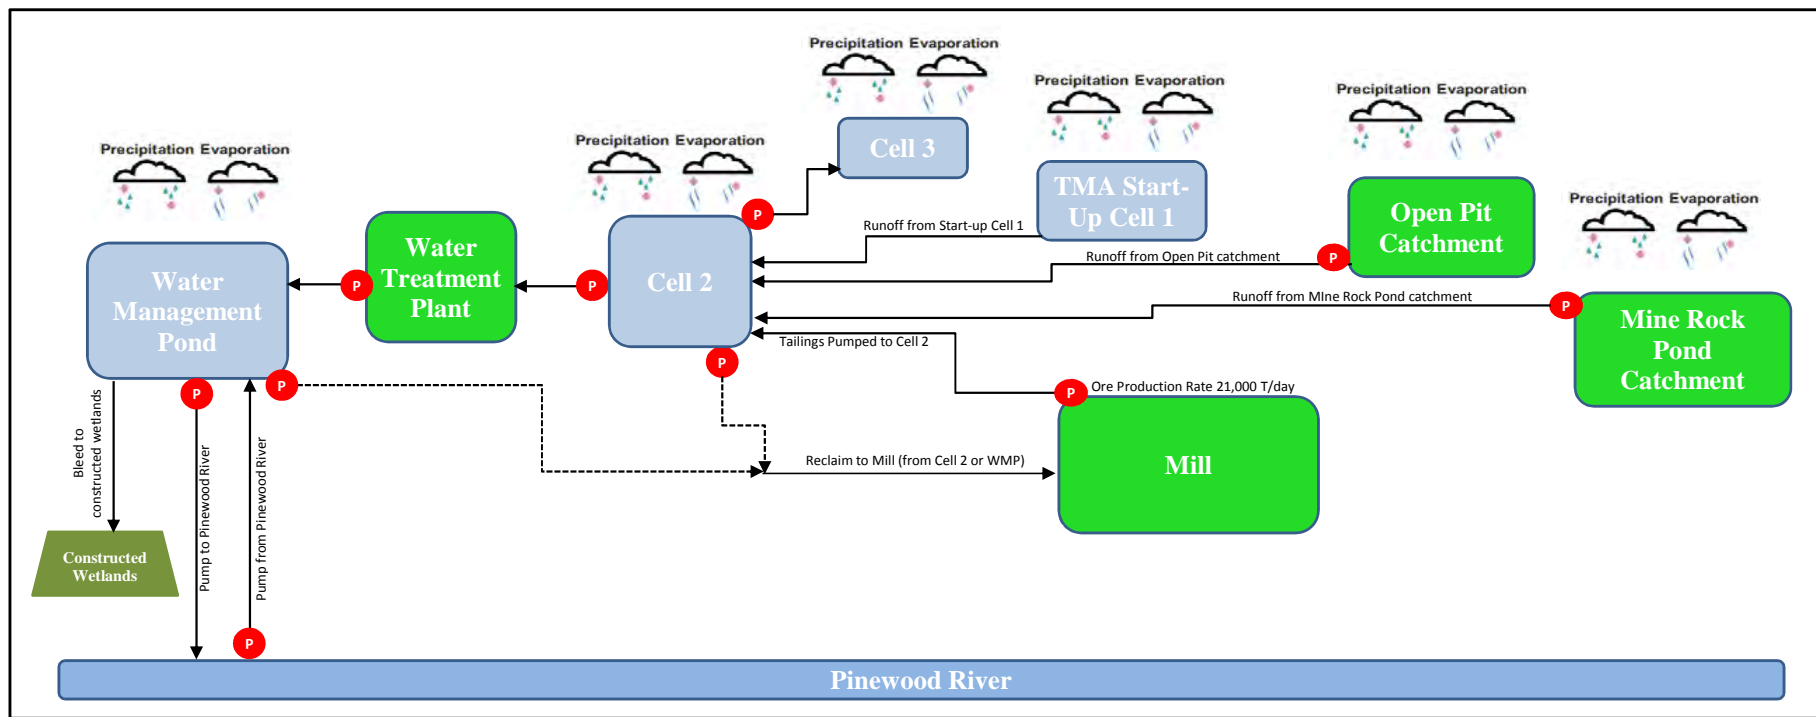 Precipitation Evaporation
Precipitation Evaporation
Precipitation Evaporation
Precipitation Evaporation
Precipitation Evaporation
Precipitation Evaporation
Cell 3
TMA Start-
Up Cell 1
Open Pit
Catchment
Mine Rock
Pond
Catchment
P
P
P
P
P
P
P
P
P
P
Water
Management
Pond
Water
Treatment
Plant
Cell 2
Runoff from Start-up Cell 1
Runoff from Open Pit catchment
Runoff from MIne Rock Pond catchment
Tailings Pumped to Cell 2
Ore Production Rate 21,000 T/day
Mill
Reclaim to Mill (from Cell 2 or WMP)
Bleed to
constructed wetlands
Pump to Pinewood River
Pump from Pinewood River
Constructed
Wetlands
Pinewood River